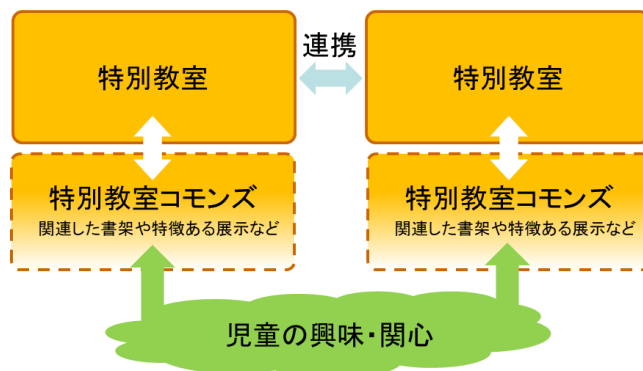 連携
特別教室
特別教室
特別教室コモンズ
関連した書架や特徴ある展示など
特別教室コモンズ
関連した書架や特徴ある展示など
児童の興味・関心